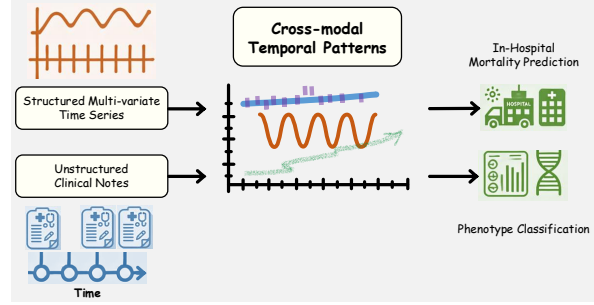 Cross-modal
Temporal Patterns
In-Hospital
Mortality Prediction
Structured Multi-variate
Time Series
HOSPITAL
Unstructured
Clinical Notes
Phenotype Classification
Time